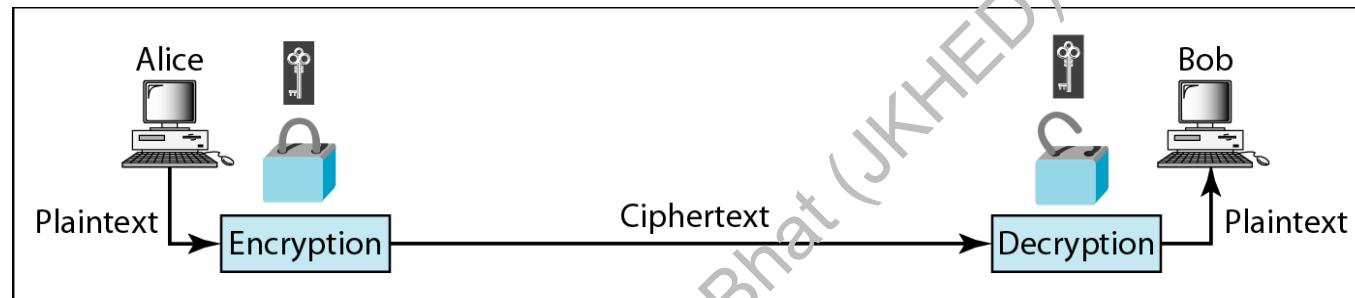 Alice
Bob
Plaintext
Encryption
Ciphertext
Decryption
Plaintext
Bhat (JKHED)